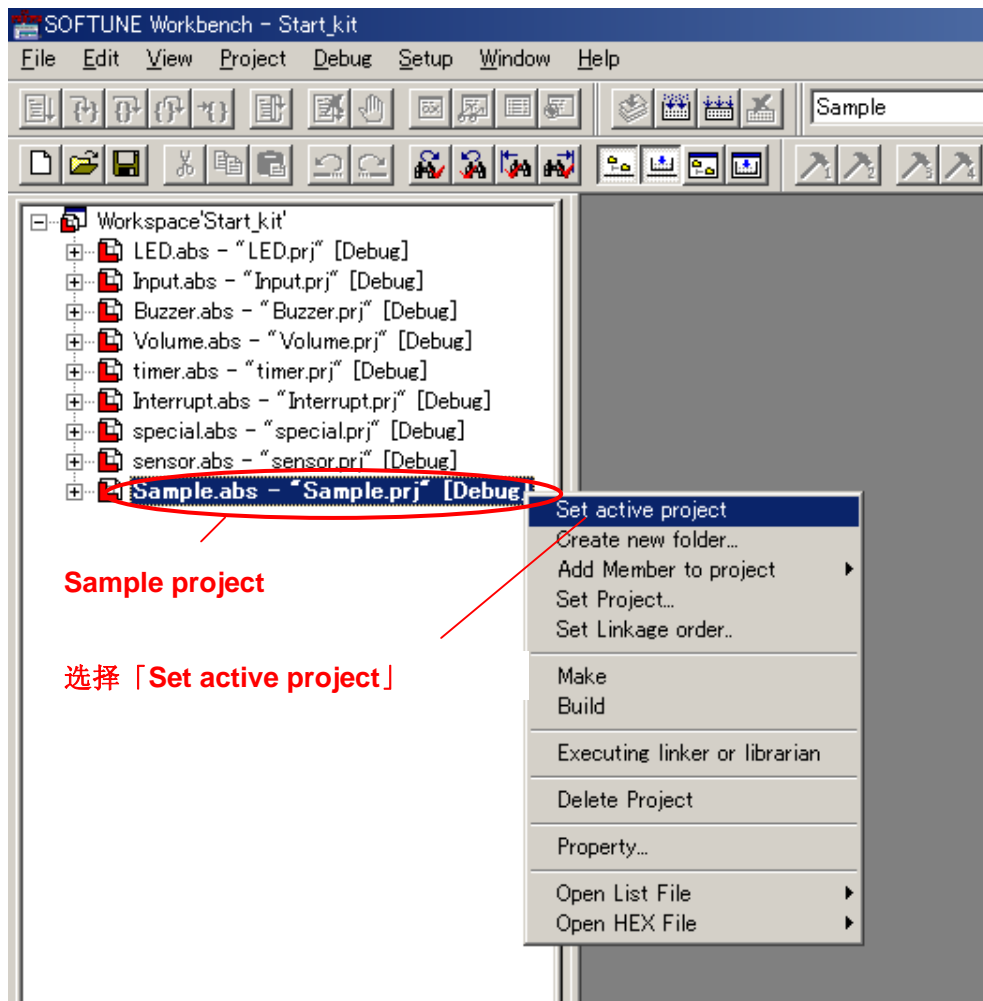 SOFTUNE Workbench - Start_kit
File Edit View Project Debug Setup Window Help
Sample
Workspace'Start_kit'
LED.abs - "LED.prj" [Debug]
Input.abs - "Input.prj" [Debug]
Buzzer.abs - "Buzzer.prj" [Debug]
Volume.abs - "Volume.prj" [Debug]
timer.abs - "timer.prj" [Debug]
Interrupt.abs - "Interrupt.prj" [Debug]
special.abs - "special.prj" [Debug]
sensor.abs - "sensor.prj" [Debug]
Sample.abs - "Sample.prj" [Debug]
Set active project
Create new folder...
Add Member to project
Set Project...
Set Linkage order..
Make
Build
Executing linker or librarian
Delete Project
Property...
Open List File
Open HEX File
Sample project
选择「Set active project」